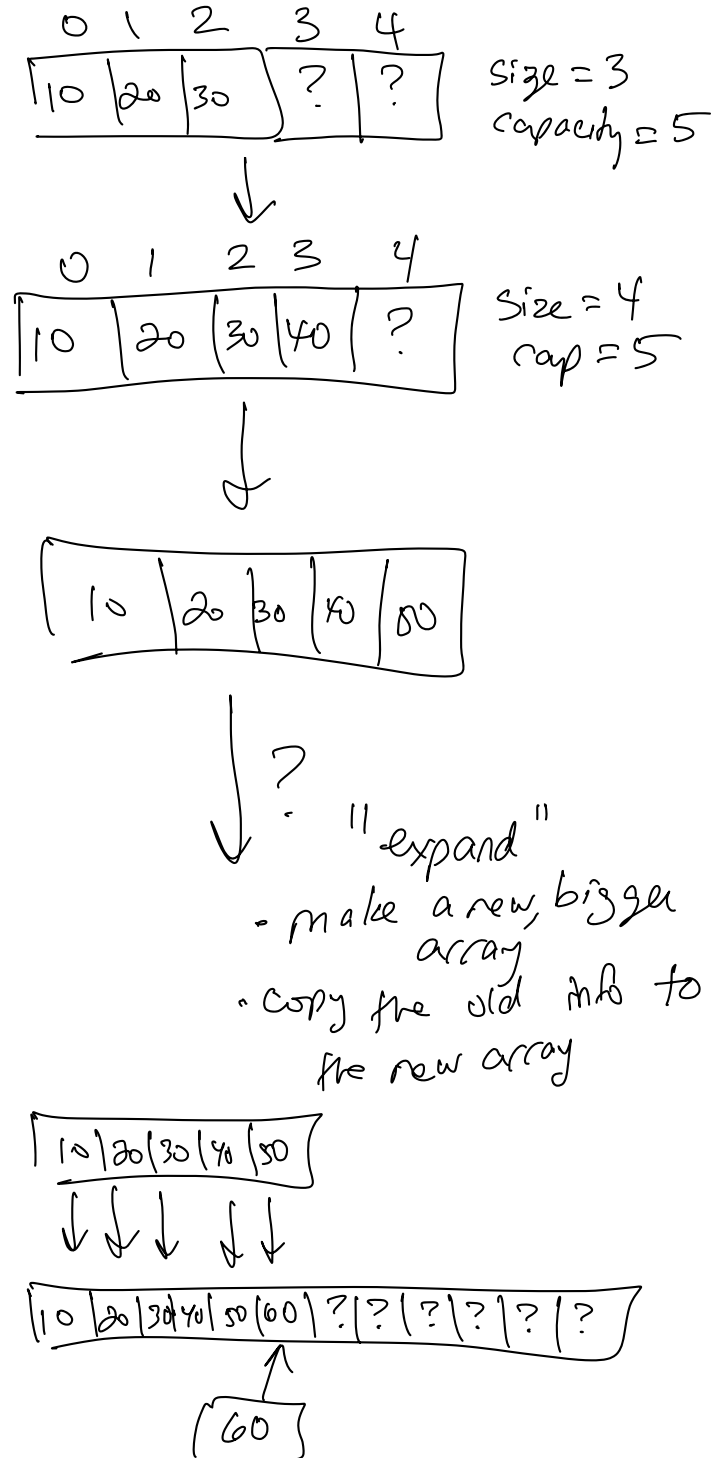 0 1 2 3 4
10 20 30 ? ?
size = 3
capacity = 5
0 1 2 3 4
10 20 30 40 ?
size = 4
cap = 5
10 20 30 40 50
?
"expand"
• make a new, bigger
array
• copy the old info to
the new array
10 20 30 40 50
10 20 30 40 50 60 ? ? ? ? ? ?
60